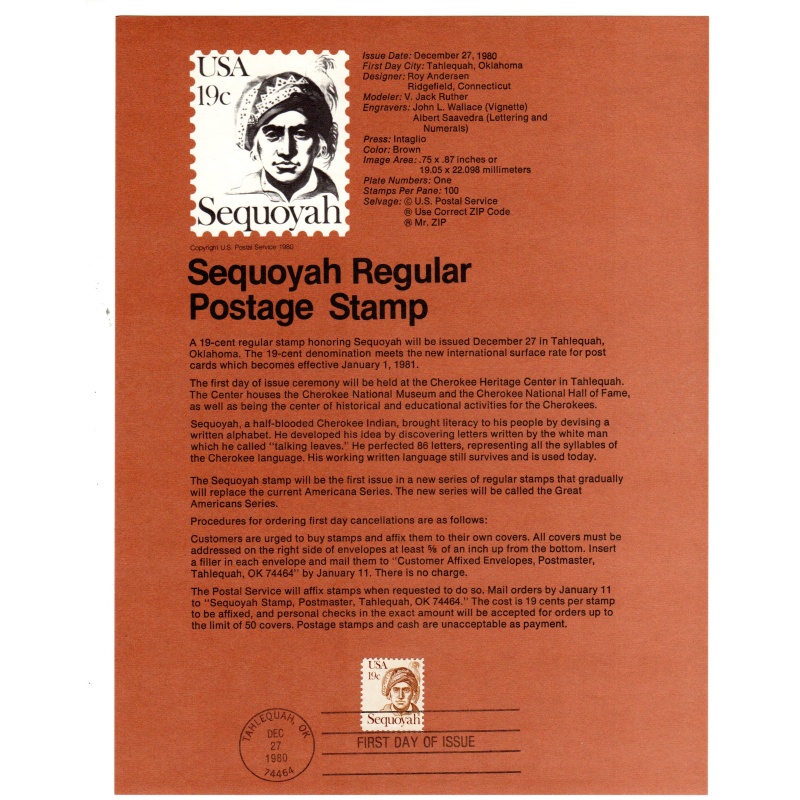 USA
19c
Sequoyah
Copyright U.S. Postal Service 1980
Issue Date: December 27, 1980
First Day City: Tahlequah, Oklahoma
Designer: Roy Andersen
Ridgefield, Connecticut
Modeler: V. Jack Ruther
Engravers: John L. Wallace (Vignette)
Albert Saavedra (Lettering and
Numerals)
Press: Intaglio
Color: Brown
Image Area: .75 x .87 inches or
19.05 x 22.098 millimeters
Plate Numbers: One
Stamps Per Pane: 100
Selvage: © U.S. Postal Service
® Use Correct ZIP Code
® Mr. ZIP
Sequoyah Regular
Postage Stamp
A 19-cent regular stamp honoring Sequoyah will be issued December 27 in Tahlequah,
Oklahoma. The 19-cent denomination meets the new international surface rate for post
cards which becomes effective January 1, 1981.
The first day of issue ceremony will be held at the Cherokee Heritage Center in Tahlequah.
The Center houses the Cherokee National Museum and the Cherokee National Hall of Fame,
as well as being the center of historical and educational activities for the Cherokees.
Sequoyah, a half-blooded Cherokee Indian, brought literacy to his people by devising a
written alphabet. He developed his idea by discovering letters written by the white man
which he called "talking leaves." He perfected 86 letters, representing all the syllables of
the Cherokee language. His working written language still survives and is used today.
The Sequoyah stamp will be the first issue in a new series of regular stamps that gradually
will replace the current Americana Series. The new series will be called the Great
Americans Series.
Procedures for ordering first day cancellations are as follows:
Customers are urged to buy stamps and affix them to their own covers. All covers must be
addressed on the right side of envelopes at least ⅝ of an inch up from the bottom. Insert
a filler in each envelope and mail them to "Customer Affixed Envelopes, Postmaster,
Tahlequah, OK 74464" by January 11. There is no charge.
The Postal Service will affix stamps when requested to do so. Mail orders by January 11
to "Sequoyah Stamp, Postmaster, Tahlequah, OK 74464." The cost is 19 cents per stamp
to be affixed, and personal checks in the exact amount will be accepted for orders up to
the limit of 50 covers. Postage stamps and cash are unacceptable as payment.
USA
19c
Sequoyah
TAHLEQUAH, OK
DEC
27
1980
74464
FIRST DAY OF ISSUE